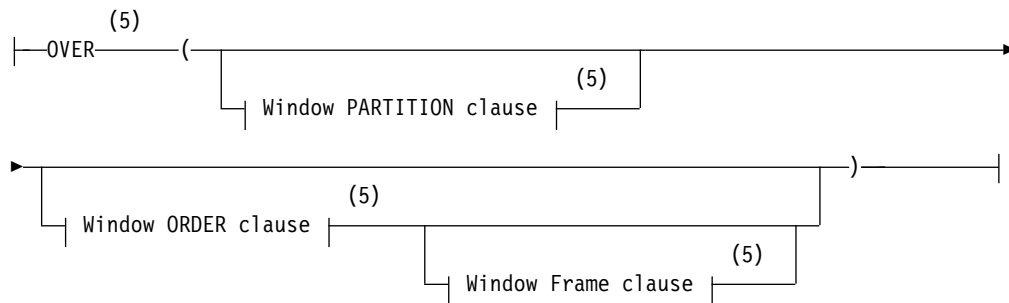 (5)
OVER (
(5)
Window PARTITION clause
)
(5)
Window ORDER clause
(5)
Window Frame clause